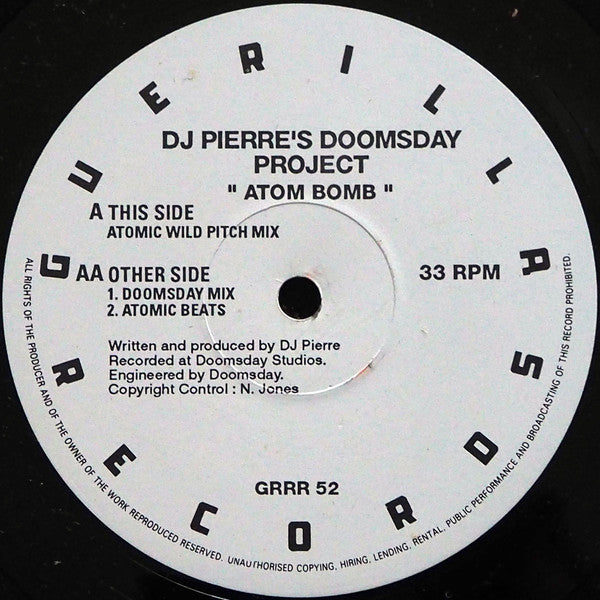 GUERILLA RECORDS
DJ PIERRE'S DOOMSDAY
PROJECT
" ATOM BOMB "
A THIS SIDE
ATOMIC WILD PITCH MIX
AA OTHER SIDE
1. DOOMSDAY MIX
2. ATOMIC BEATS
33 RPM
Written and produced by DJ Pierre
Recorded at Doomsday Studios.
Engineered by Doomsday.
Copyright Control : N. Jones
GRRR 52
ALL RIGHTS OF THE PRODUCER AND OF THE OWNER OF THE WORK REPRODUCED RESERVED. UNAUTHORISED COPYING, HIRING, LENDING, RENTAL, PUBLIC PERFORMANCE AND BROADCASTING OF THIS RECORD PROHIBITED.